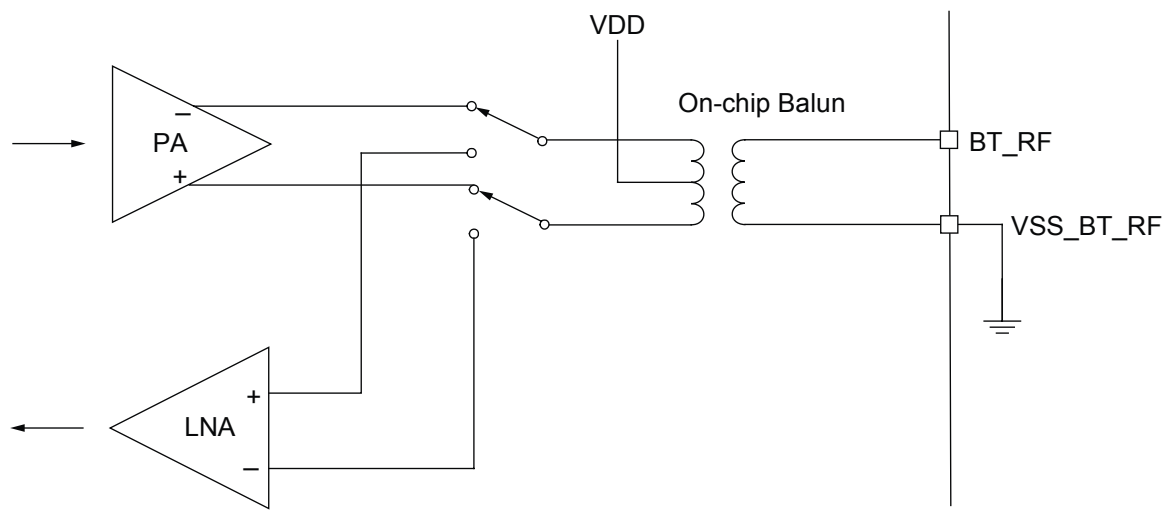 VDD
On-chip Balun
PA
−
+
BT_RF
VSS_BT_RF
LNA
+
−